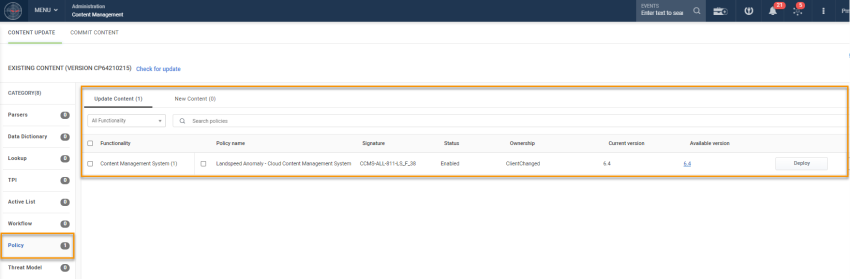 MENU
Administration
Content Management
EVENTS
Enter text to sear
21
5
CONTENT UPDATE
COMMIT CONTENT
EXISTING CONTENT (VERSION CP64210215) Check for update
CATEGORY(8)
Parsers 0
Data Dictionary 0
Lookup 0
TPI 0
Active List 0
Workflow 0
Policy 1
Threat Model 0
Update Content (1) New Content (0)
All Functionality Search policies
Functionality Policy name Signature Status Ownership Current version Available version
Content Management System (1) Landspeed Anomaly - Cloud Content Management System CCMS-ALL-811-LS_F_38 Enabled ClientChanged 6.4 6.4 Deploy